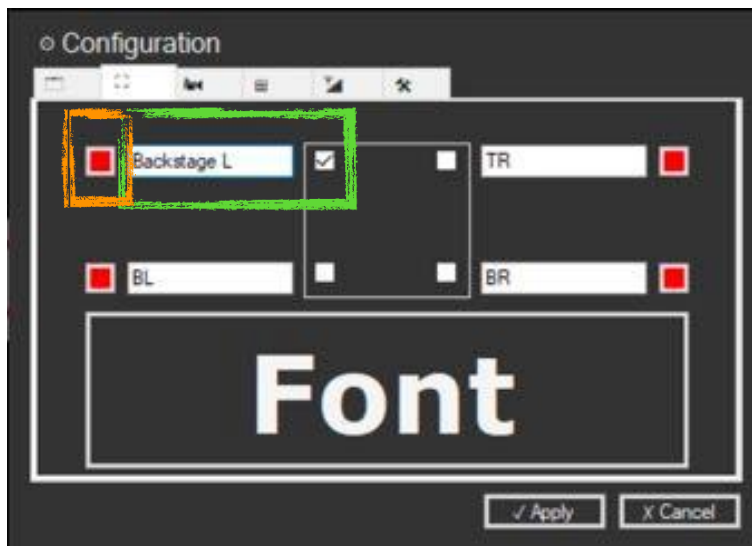 Configuration
Backstage L
TR
BL
BR
Font
√ Apply
X Cancel